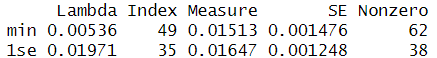 Lambda Index Measure SE Nonzero
min 0.00536 49 0.01513 0.001476 62
1se 0.01971 35 0.01647 0.001248 38